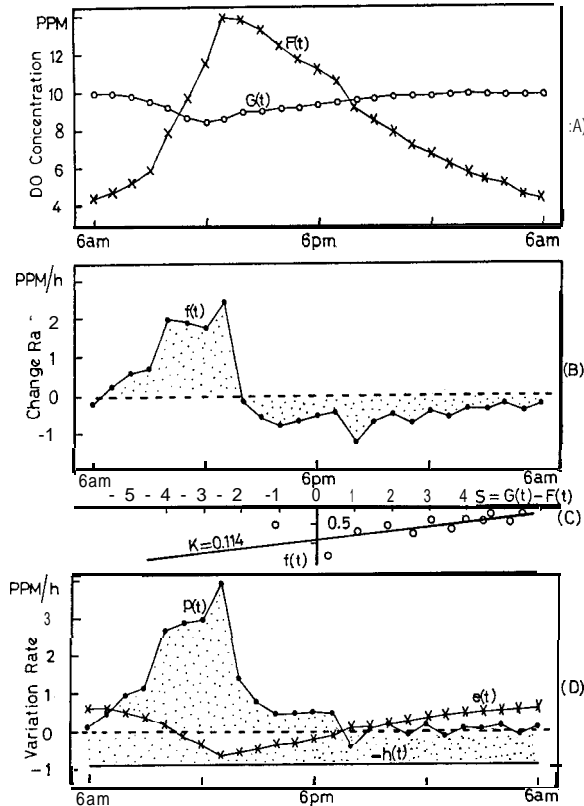 PPM
12
10
8
6
4
DO Concentration
F(t)
G(t)
:A)
6am
6pm
6am
PPM/h
2
1
0
-1
Change Ra
f(t)
(B)
6am
6pm
6am
-5 -4 -3 -2 -1 0 1 2 3 4 S=G(t)-F(t)
(C)
0.5
K=0.114
f(t)
PPM/h
3
1
0
-1
Variation Rate
P(t)
e(t)
-h(t)
(D)
6am
6pm
6am